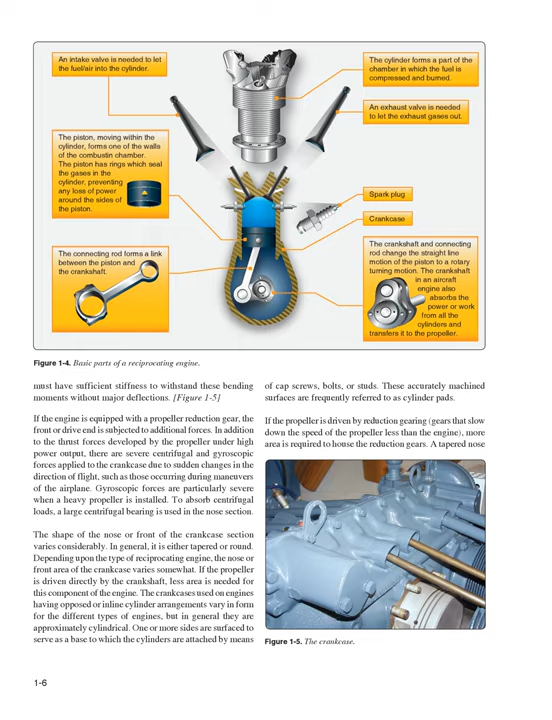 An intake valve is needed to let
the fuel/air into the cylinder.
The cylinder forms a part of the
chamber in which the fuel is
compressed and burned.
An exhaust valve is needed
to let the exhaust gases out.
The piston, moving within the
cylinder, forms one of the walls
of the combustin chamber.
The piston has rings which seal
the gases in the
cylinder, preventing
any loss of power
around the sides of
the piston.
Spark plug
Crankcase
The connecting rod forms a link
between the piston and
the crankshaft.
The crankshaft and connecting
rod change the straight line
motion of the piston to a rotary
turning motion. The crankshaft
in an aircraft
engine also
absorbs the
power or work
from all the
cylinders and
transfers it to the propeller.
Figure 1-4. Basic parts of a reciprocating engine.
must have sufficient stiffness to withstand these bending
moments without major deflections. [Figure 1-5]
If the engine is equipped with a propeller reduction gear, the
front or drive end is subjected to additional forces. In addition
to the thrust forces developed by the propeller under high
power output, there are severe centrifugal and gyroscopic
forces applied to the crankcase due to sudden changes in the
direction of flight, such as those occurring during maneuvers
of the airplane. Gyroscopic forces are particularly severe
when a heavy propeller is installed. To absorb centrifugal
loads, a large centrifugal bearing is used in the nose section.
The shape of the nose or front of the crankcase section
varies considerably. In general, it is either tapered or round.
Depending upon the type of reciprocating engine, the nose or
front area of the crankcase varies somewhat. If the propeller
is driven directly by the crankshaft, less area is needed for
this component of the engine. The crankcases used on engines
having opposed or inline cylinder arrangements vary in form
for the different types of engines, but in general they are
approximately cylindrical. One or more sides are surfaced to
serve as a base to which the cylinders are attached by means
of cap screws, bolts, or studs. These accurately machined
surfaces are frequently referred to as cylinder pads.
If the propeller is driven by reduction gearing (gears that slow
down the speed of the propeller less than the engine), more
area is required to house the reduction gears. A tapered nose
Figure 1-5. The crankcase.
1-6